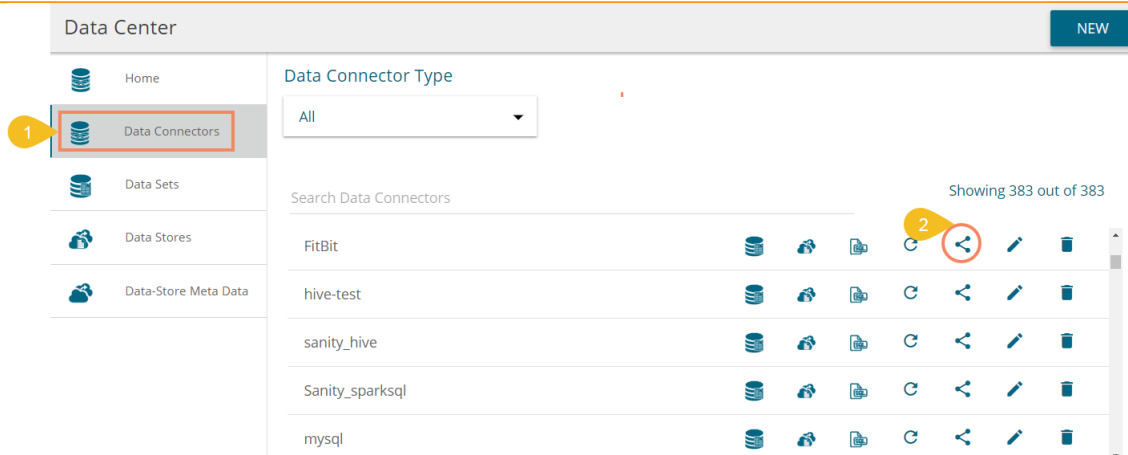 Data Center
NEW
Home
Data Connectors
Data Sets
Data Stores
Data-Store Meta Data
1
Data Connector Type
All
Search Data Connectors
Showing 383 out of 383
2
FitBit
hive-test
sanity_hive
Sanity_sparksql
mysql